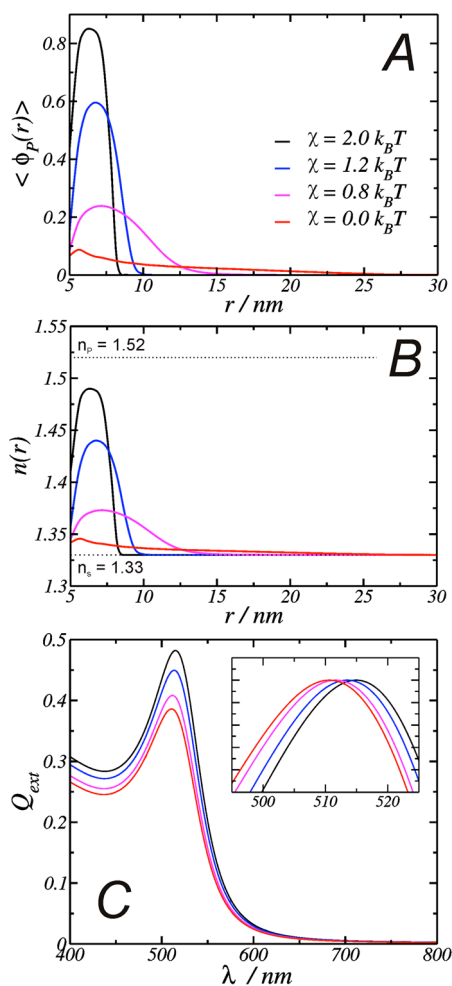 A
0.8
0.6
0.4
0.2
0
< ϕP(r) >
χ = 2.0 kBT
χ = 1.2 kBT
χ = 0.8 kBT
χ = 0.0 kBT
5 10 15 20 25 30
r / nm
B
1.55
1.5
1.45
1.4
1.35
1.3
n(r)
nP = 1.52
ns = 1.33
5 10 15 20 25 30
r / nm
0.5
0.4
0.3
0.2
0.1
0
Qext
500 510 520
C
400 500 600 700 800
λ / nm